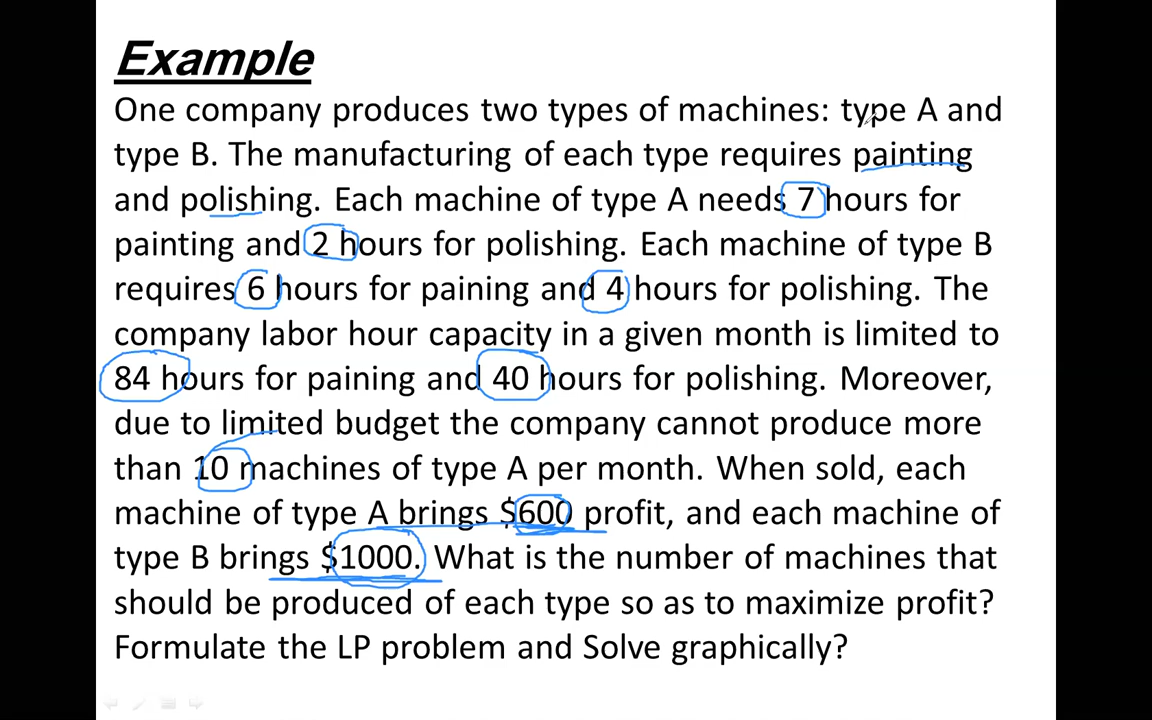 Example
One company produces two types of machines: type A and
type B. The manufacturing of each type requires painting
and polishing. Each machine of type A needs 7 hours for
painting and 2 hours for polishing. Each machine of type B
requires 6 hours for paining and 4 hours for polishing. The
company labor hour capacity in a given month is limited to
84 hours for paining and 40 hours for polishing. Moreover,
due to limited budget the company cannot produce more
than 10 machines of type A per month. When sold, each
machine of type A brings $600 profit, and each machine of
type B brings $1000. What is the number of machines that
should be produced of each type so as to maximize profit?
Formulate the LP problem and Solve graphically?